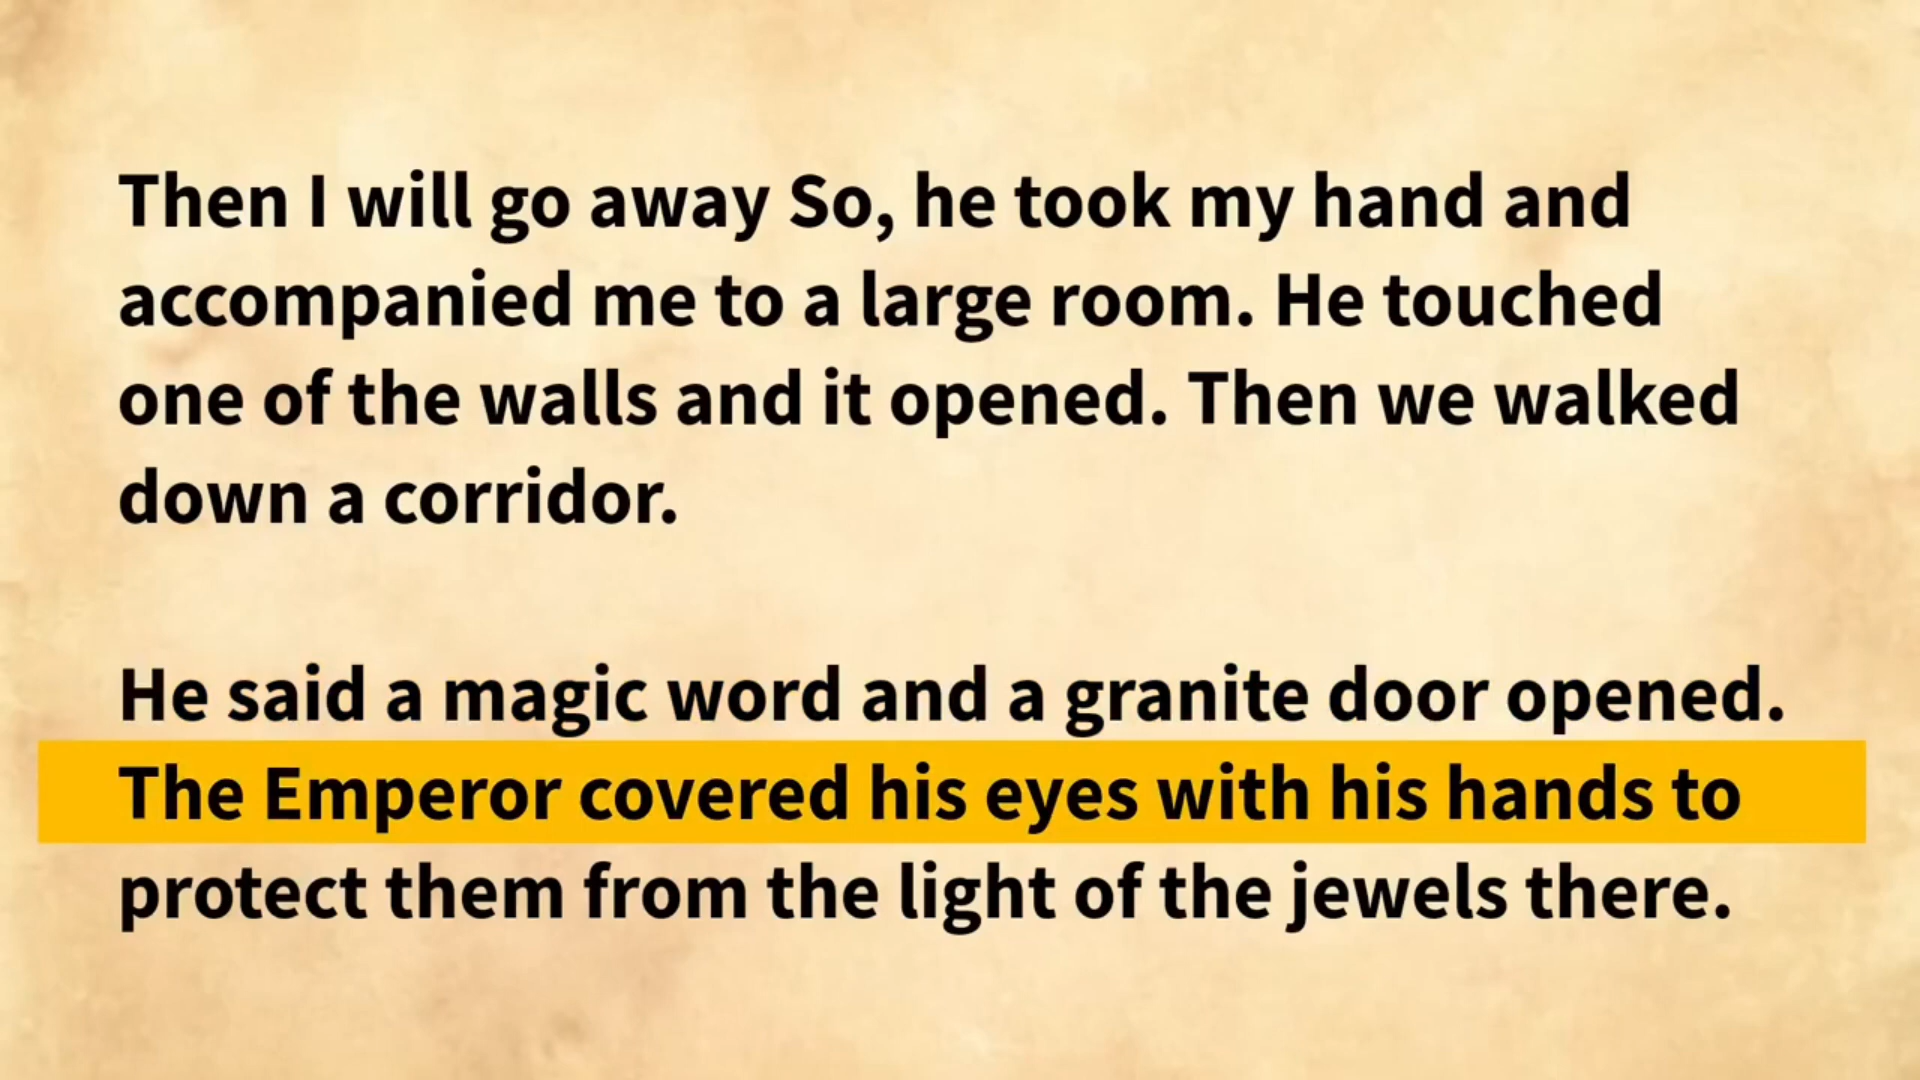 Then I will go away So, he took my hand and
accompanied me to a large room. He touched
one of the walls and it opened. Then we walked
down a corridor.
He said a magic word and a granite door opened.
The Emperor covered his eyes with his hands to
protect them from the light of the jewels there.